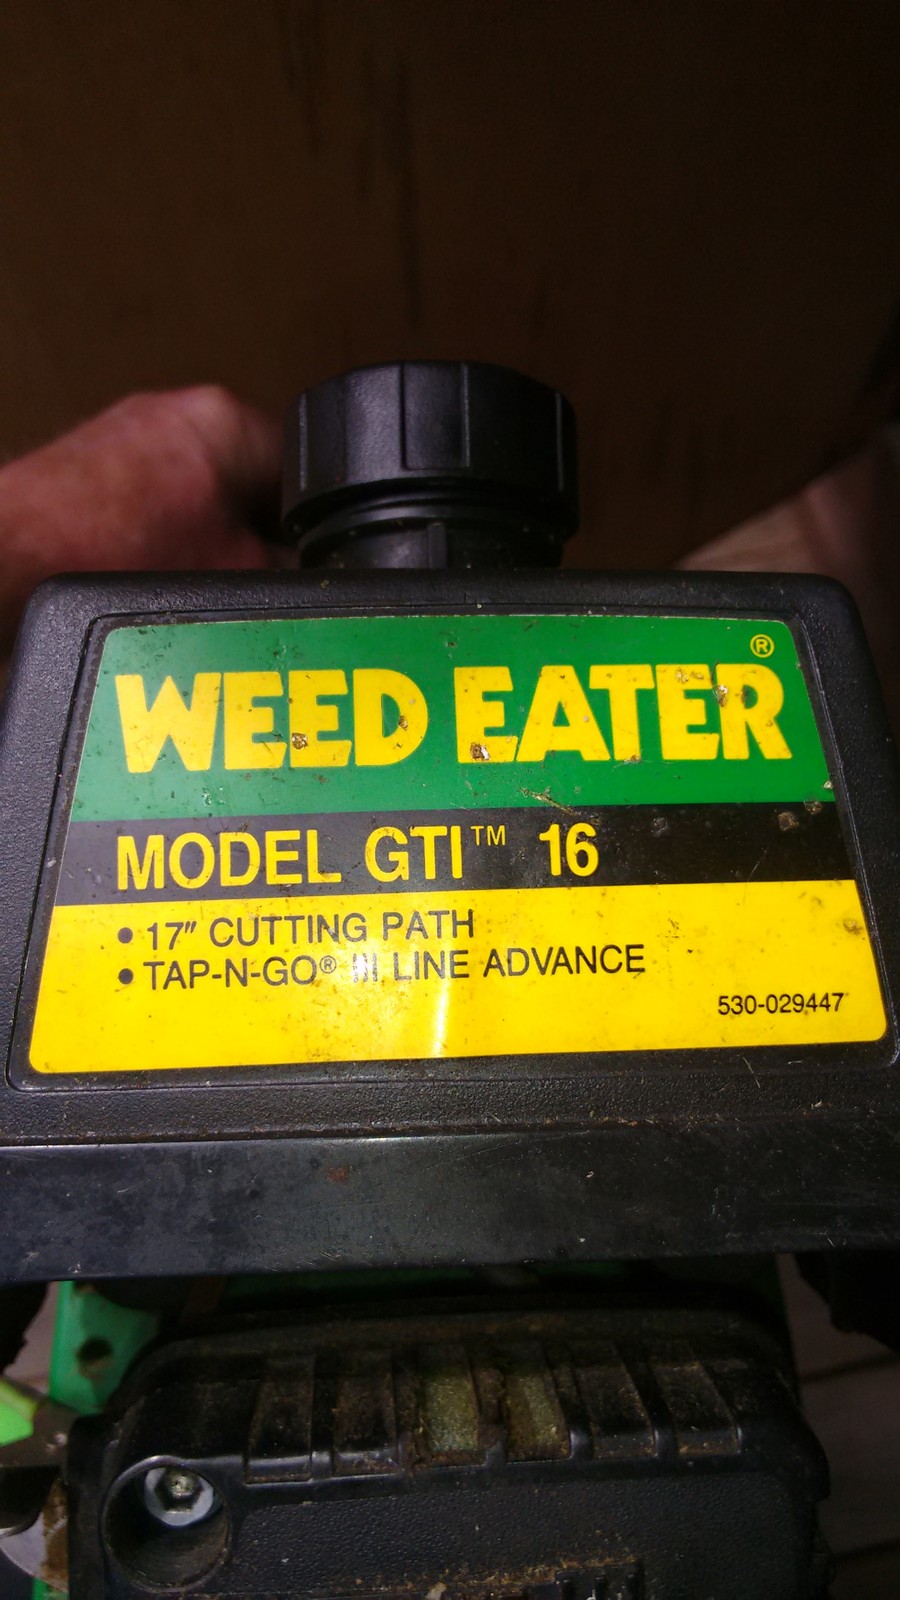 WEED EATER®
MODEL GTI™ 16
• 17" CUTTING PATH
• TAP-N-GO® III LINE ADVANCE
530-029447